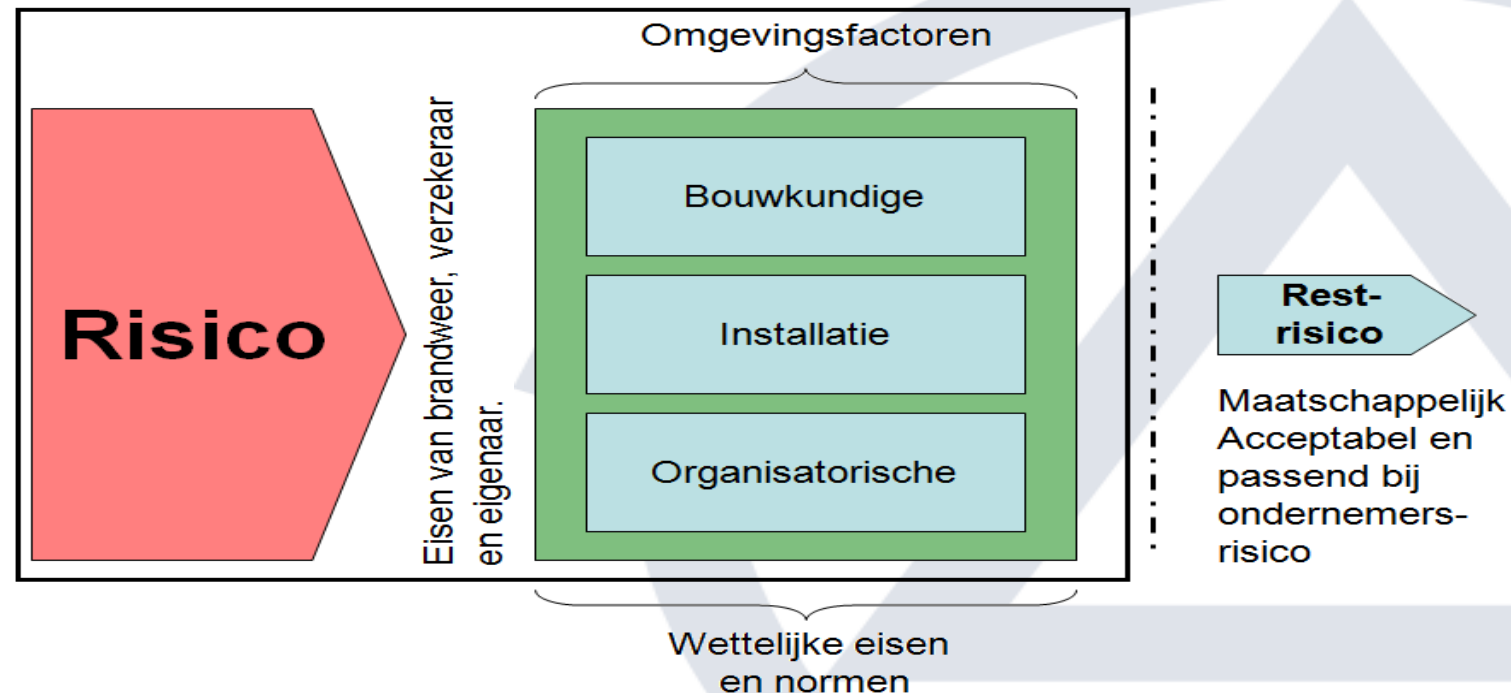 Omgevingsfactoren
Risico
Eisen van brandweer, verzekeraar
en eigenaar.
Bouwkundige
Installatie
Organisatorische
Rest-
risico
Maatschappelijk
Acceptabel en
passend bij
ondernemers-
risico
Wettelijke eisen
en normen